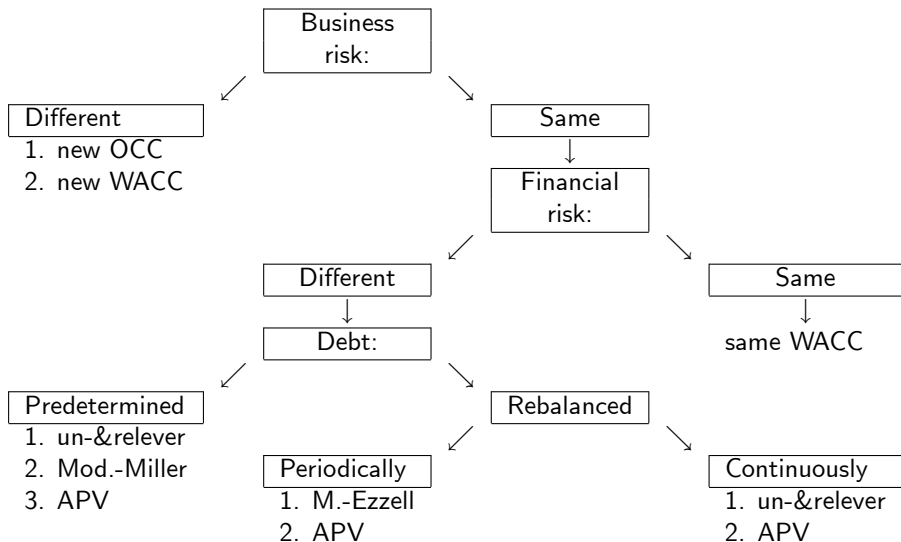 Business
risk:
Different
Same
1. new OCC
2. new WACC
Financial
risk:
Different
Same
Debt:
same WACC
Predetermined
Rebalanced
1. un-&relever
2. Mod.-Miller
3. APV
Periodically
1. M.-Ezzell
2. APV
Continuously
1. un-&relever
2. APV